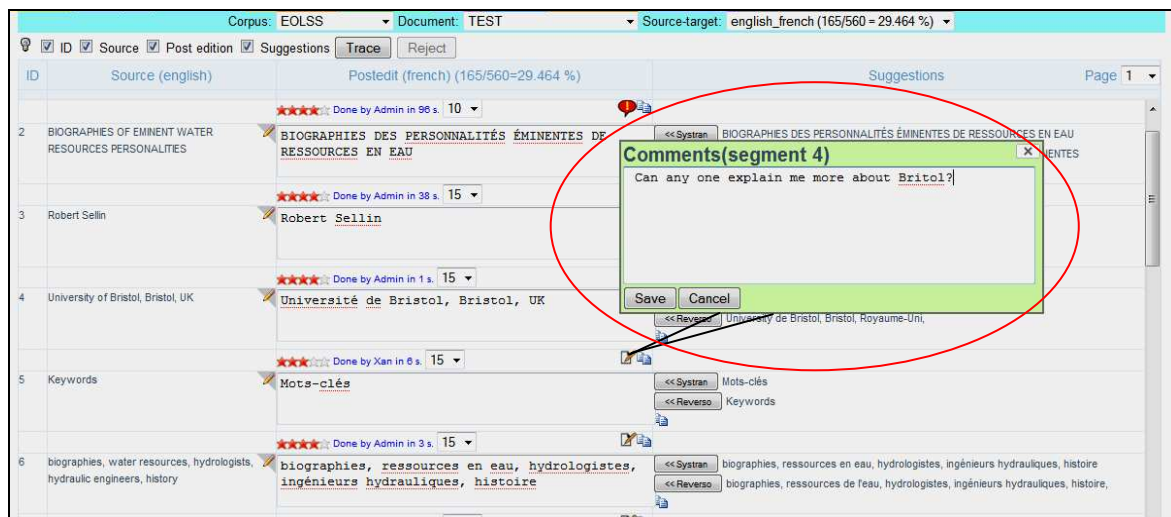 Corpus: EOLSS Document: TEST Source-target: english_french (165/560 = 29.464 %)
ID Source Post edition Suggestions Trace Reject
ID Source (english) Postedit (french) (165/560=29.464 %) Suggestions Page 1
Done by Admin in 96 s. 10
2 BIOGRAPHIES OF EMINENT WATER RESOURCES PERSONALITIES
BIOGRAPHIES DES PERSONNALITÉS ÉMINENTES DE
RESSOURCES EN EAU
<< Systran BIOGRAPHIES DES PERSONNALITÉS ÉMINENTES DE RESSOURCES EN EAU
Comments(segment 4) x
Can any one explain me more about Britol?
Save Cancel
Done by Admin in 38 s. 15
3 Robert Sellin
Robert Sellin
Done by Admin in 1 s. 15
4 University of Bristol, Bristol, UK
Université de Bristol, Bristol, UK
<< Reverso University de Bristol, Bristol, Royaume-Uni,
Done by Xan in 6 s. 15
5 Keywords
Mots-clés
<< Systran Mots-clés
<< Reverso Keywords
Done by Admin in 3 s. 15
6 biographies, water resources, hydrologists,
hydraulic engineers, history
biographies, ressources en eau, hydrologistes,
ingénieurs hydrauliques, histoire
<< Systran biographies, ressources en eau, hydrologistes, ingénieurs hydrauliques, histoire
<< Reverso biographies, ressources de l'eau, hydrologistes, ingénieurs hydrauliques, histoire,